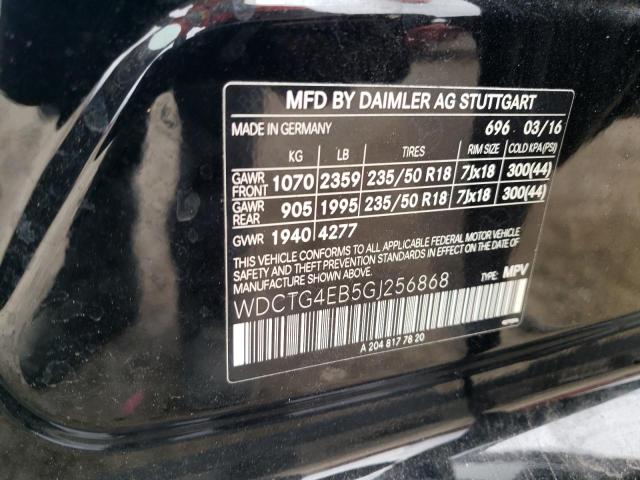 MFD BY DAIMLER AG STUTTGART
MADE IN GERMANY 696 03/16
KG LB TIRES RIM SIZE COLD KPA (PSI)
GAWR FRONT 1070 2359 235/50 R18 7Jx18 300(44)
GAWR REAR 905 1995 235/50 R18 7Jx18 300(44)
GVWR 1940 4277
THIS VEHICLE CONFORMS TO ALL APPLICABLE FEDERAL MOTOR VEHICLE
SAFETY AND THEFT PREVENTION STANDARDS IN EFFECT ON THE DATE OF
MANUFACTURE SHOWN ABOVE.
WDCTG4EB5GJ256868 TYPE: MPV
A 204 817 78 20